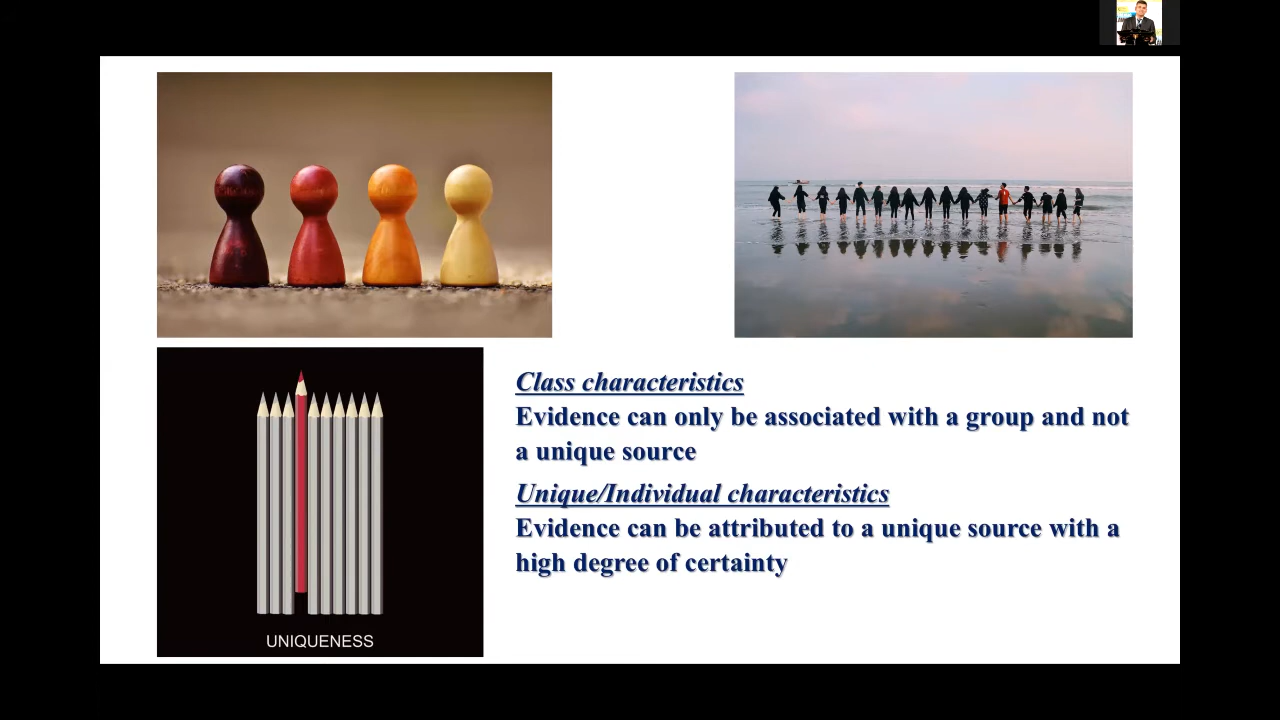 Class characteristics
Evidence can only be associated with a group and not
a unique source
Unique/Individual characteristics
Evidence can be attributed to a unique source with a
high degree of certainty
UNIQUENESS